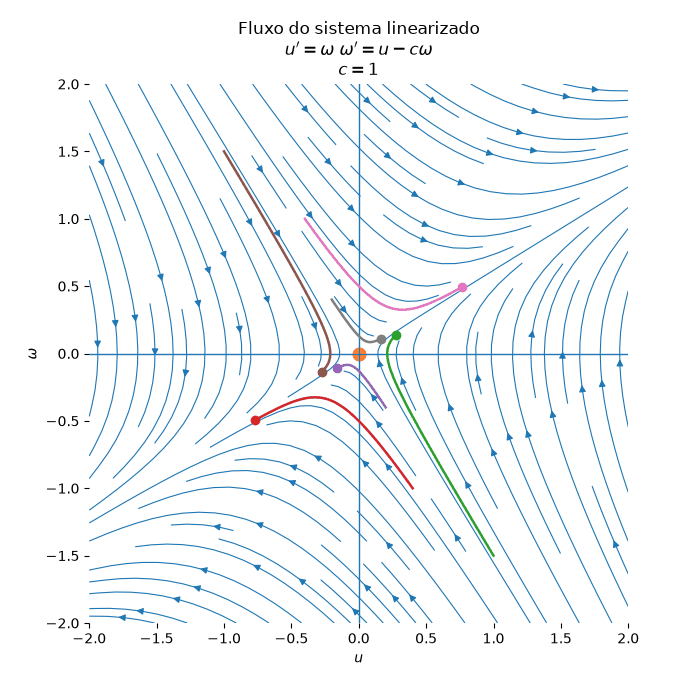 Fluxo do sistema linearizado
u′ = ω ω′ = u − cω
c = 1
2.0
1.5
1.0
0.5
0.0
−0.5
−1.0
−1.5
−2.0
ω
−2.0 −1.5 −1.0 −0.5 0.0 0.5 1.0 1.5 2.0
u